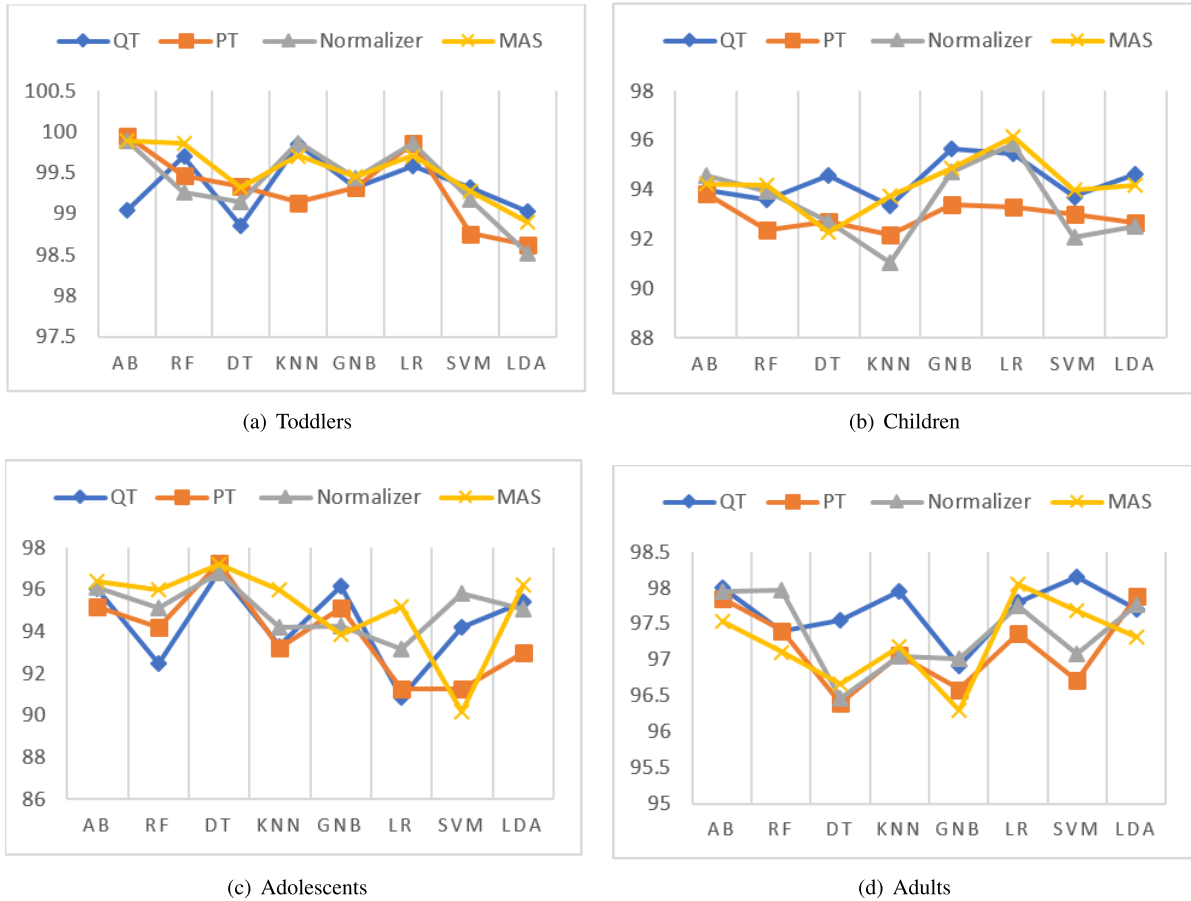 QT PT Normalizer MAS
100.5
100
99.5
99
98.5
98
97.5
AB RF DT KNN GNB LR SVM LDA
(a) Toddlers
QT PT Normalizer MAS
98
96
94
92
90
88
AB RF DT KNN GNB LR SVM LDA
(b) Children
QT PT Normalizer MAS
98
96
94
92
90
88
86
AB RF DT KNN GNB LR SVM LDA
(c) Adolescents
QT PT Normalizer MAS
98.5
98
97.5
97
96.5
96
95.5
95
AB RF DT KNN GNB LR SVM LDA
(d) Adults